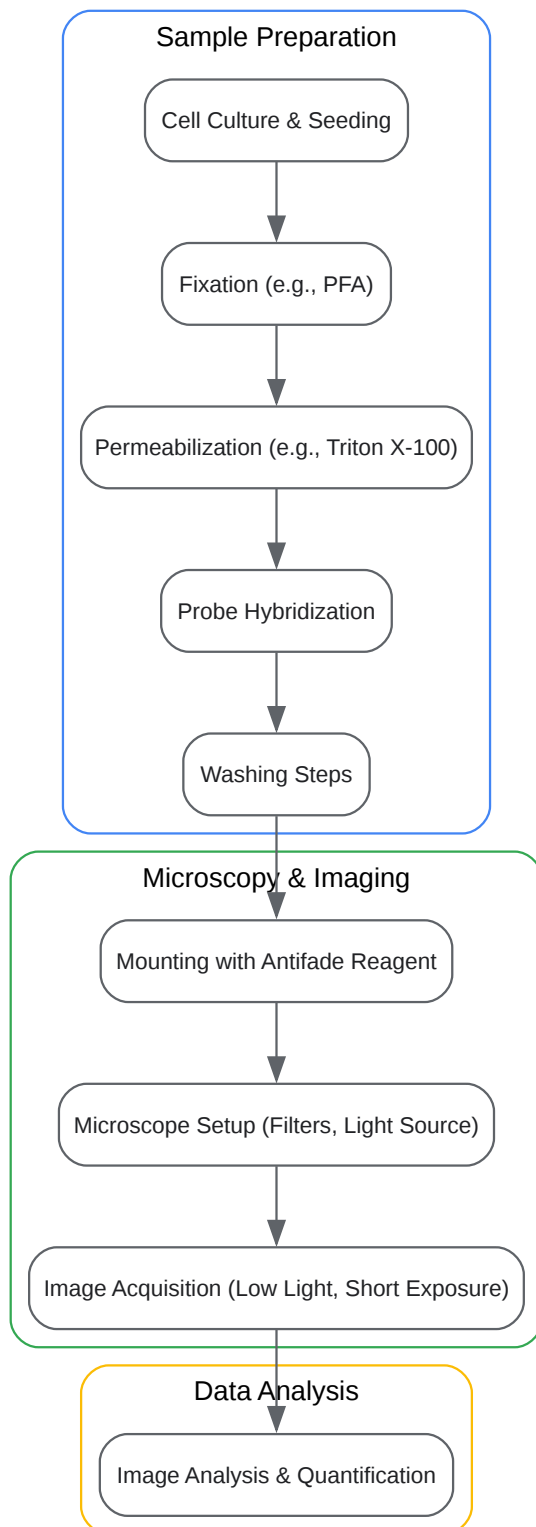 Sample Preparation
Cell Culture & Seeding
Fixation (e.g., PFA)
Permeabilization (e.g., Triton X-100)
Probe Hybridization
Washing Steps
Microscopy & Imaging
Mounting with Antifade Reagent
Microscope Setup (Filters, Light Source)
Image Acquisition (Low Light, Short Exposure)
Data Analysis
Image Analysis & Quantification